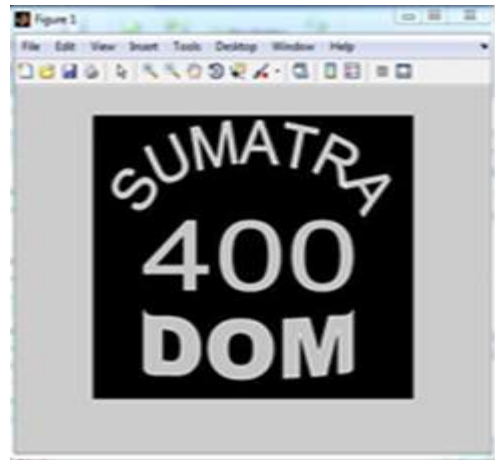 Figure 1
File Edit View Insert Tools Desktop Window Help
SUMATRA
400
DOM